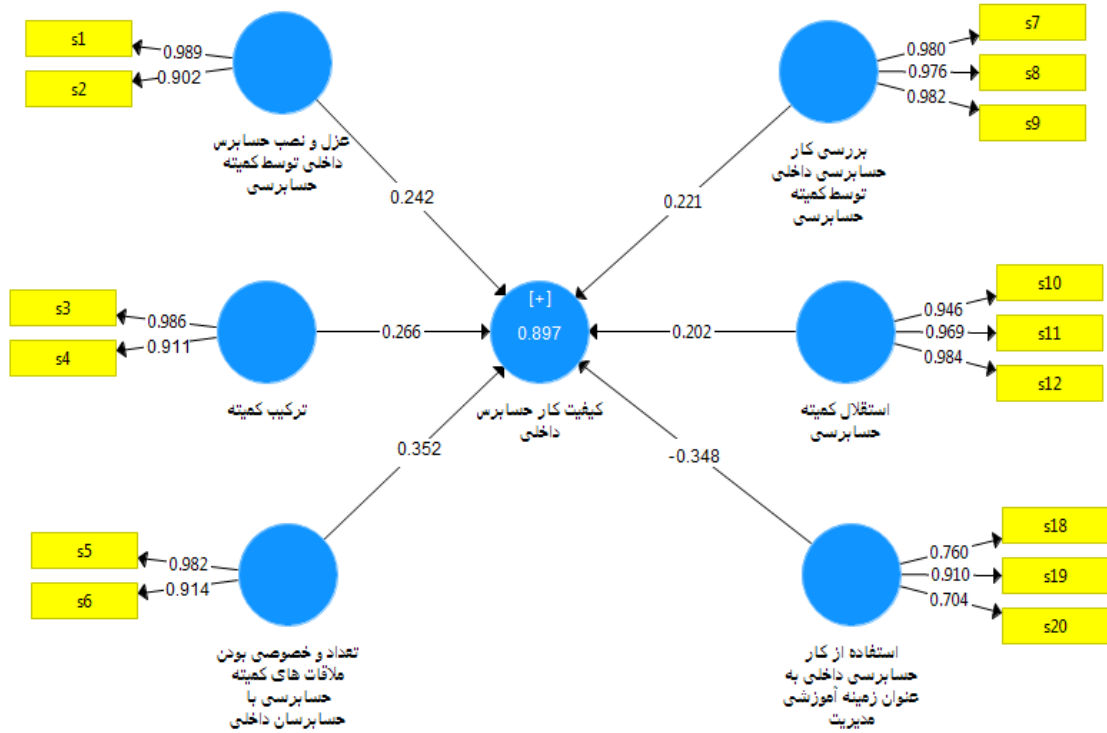 s1
0.989
s2
0.902
عزل و نصب حسابرس
داخلی توسط کمیته
حسابرسی
0.242
s7
0.980
s8
0.976
s9
0.982
بررسی کار
حسابرسی داخلی
توسط کمیته
حسابرسی
0.221
s3
0.986
s4
0.911
ترکیب کمیته
0.266
[+]
0.897
کیفیت کار حسابرس
داخلی
s10
0.946
s11
0.969
s12
0.984
استقلال کمیته
حسابرسی
0.202
s5
0.982
s6
0.914
تعداد و خصوصی بودن
ملاقات های کمیته
حسابرسی با
حسابرسان داخلی
0.352
s18
0.760
s19
0.910
s20
0.704
استفاده از کار
حسابرسی داخلی به
عنوان زمینه آموزشی
مدیریت
-0.348